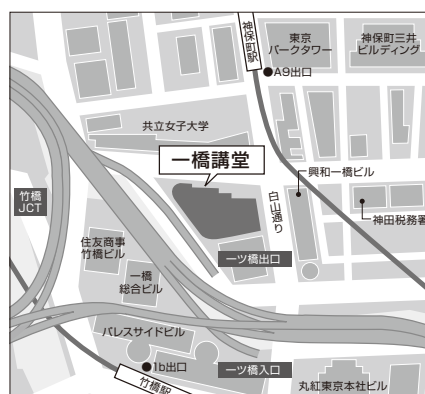 神保町駅
東京
パークタワー
神保町三井
ビルディング
●A9出口
共立女子大学
一橋講堂
興和一橋ビル
白山通り
竹橋
JCT
神田税務署
住友商事
竹橋ビル
一ツ橋出口
一橋
総合ビル
パレスサイドビル
●1b出口
一ツ橋入口
竹橋駅
丸紅東京本社ビル